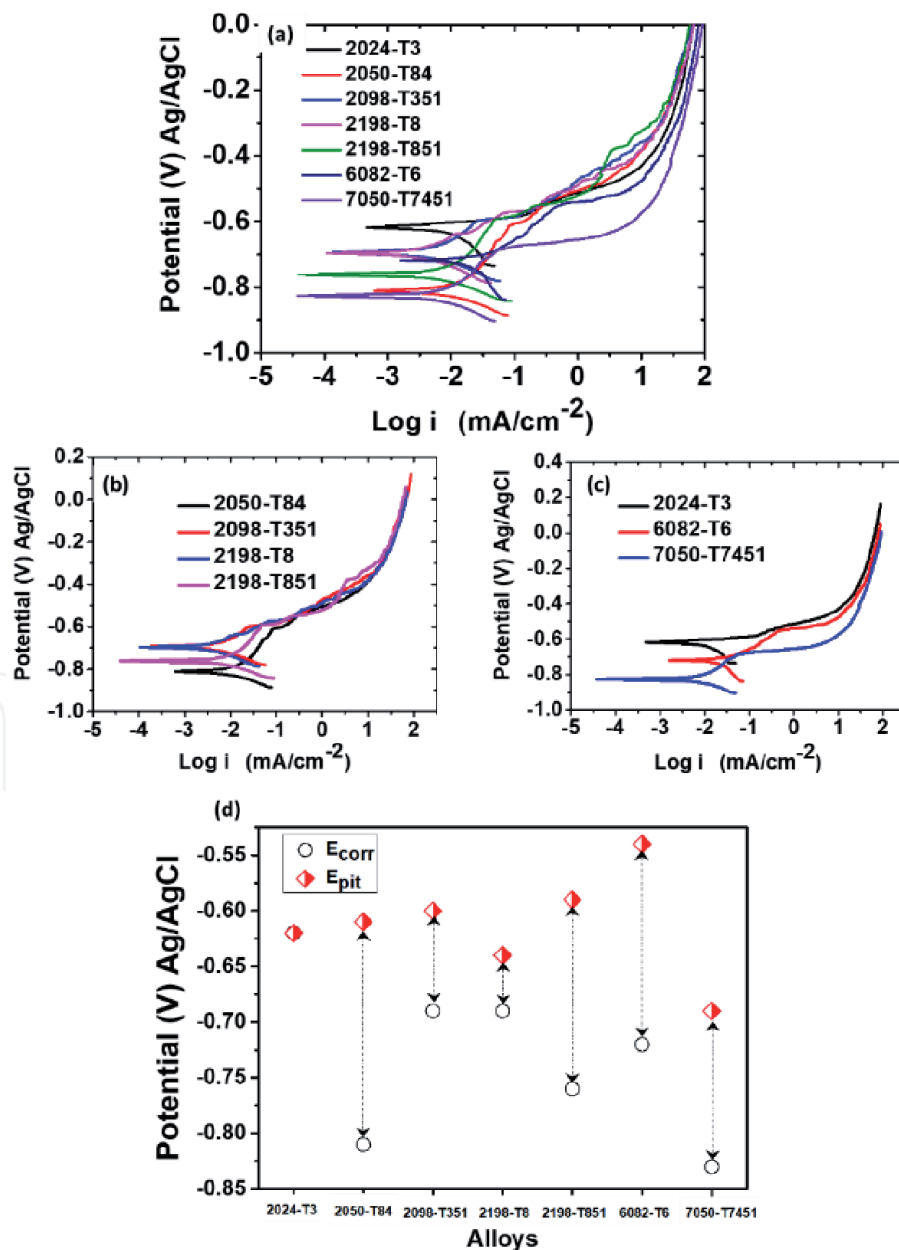 (a)
2024-T3
2050-T84
2098-T351
2198-T8
2198-T851
6082-T6
7050-T7451
0.0
-0.2
-0.4
-0.6
-0.8
-1.0
Potential (V) Ag/AgCl
-5 -4 -3 -2 -1 0 1 2
Log i (mA/cm⁻²)
(b)
2050-T84
2098-T351
2198-T8
2198-T851
0.2
0.0
-0.2
-0.4
-0.6
-0.8
-1.0
Potential (V) Ag/AgCl
-5 -4 -3 -2 -1 0 1 2
Log i (mA/cm⁻²)
(c)
2024-T3
6082-T6
7050-T7451
0.4
0.2
0.0
-0.2
-0.4
-0.6
-0.8
-1.0
Potential (V) Ag/AgCl
-5 -4 -3 -2 -1 0 1 2
Log i (mA/cm⁻²)
(d)
Ecorr
Epit
-0.55
-0.60
-0.65
-0.70
-0.75
-0.80
-0.85
Potential (V) Ag/AgCl
2024-T3 2050-T84 2098-T351 2198-T8 2198-T851 6082-T6 7050-T7451
Alloys